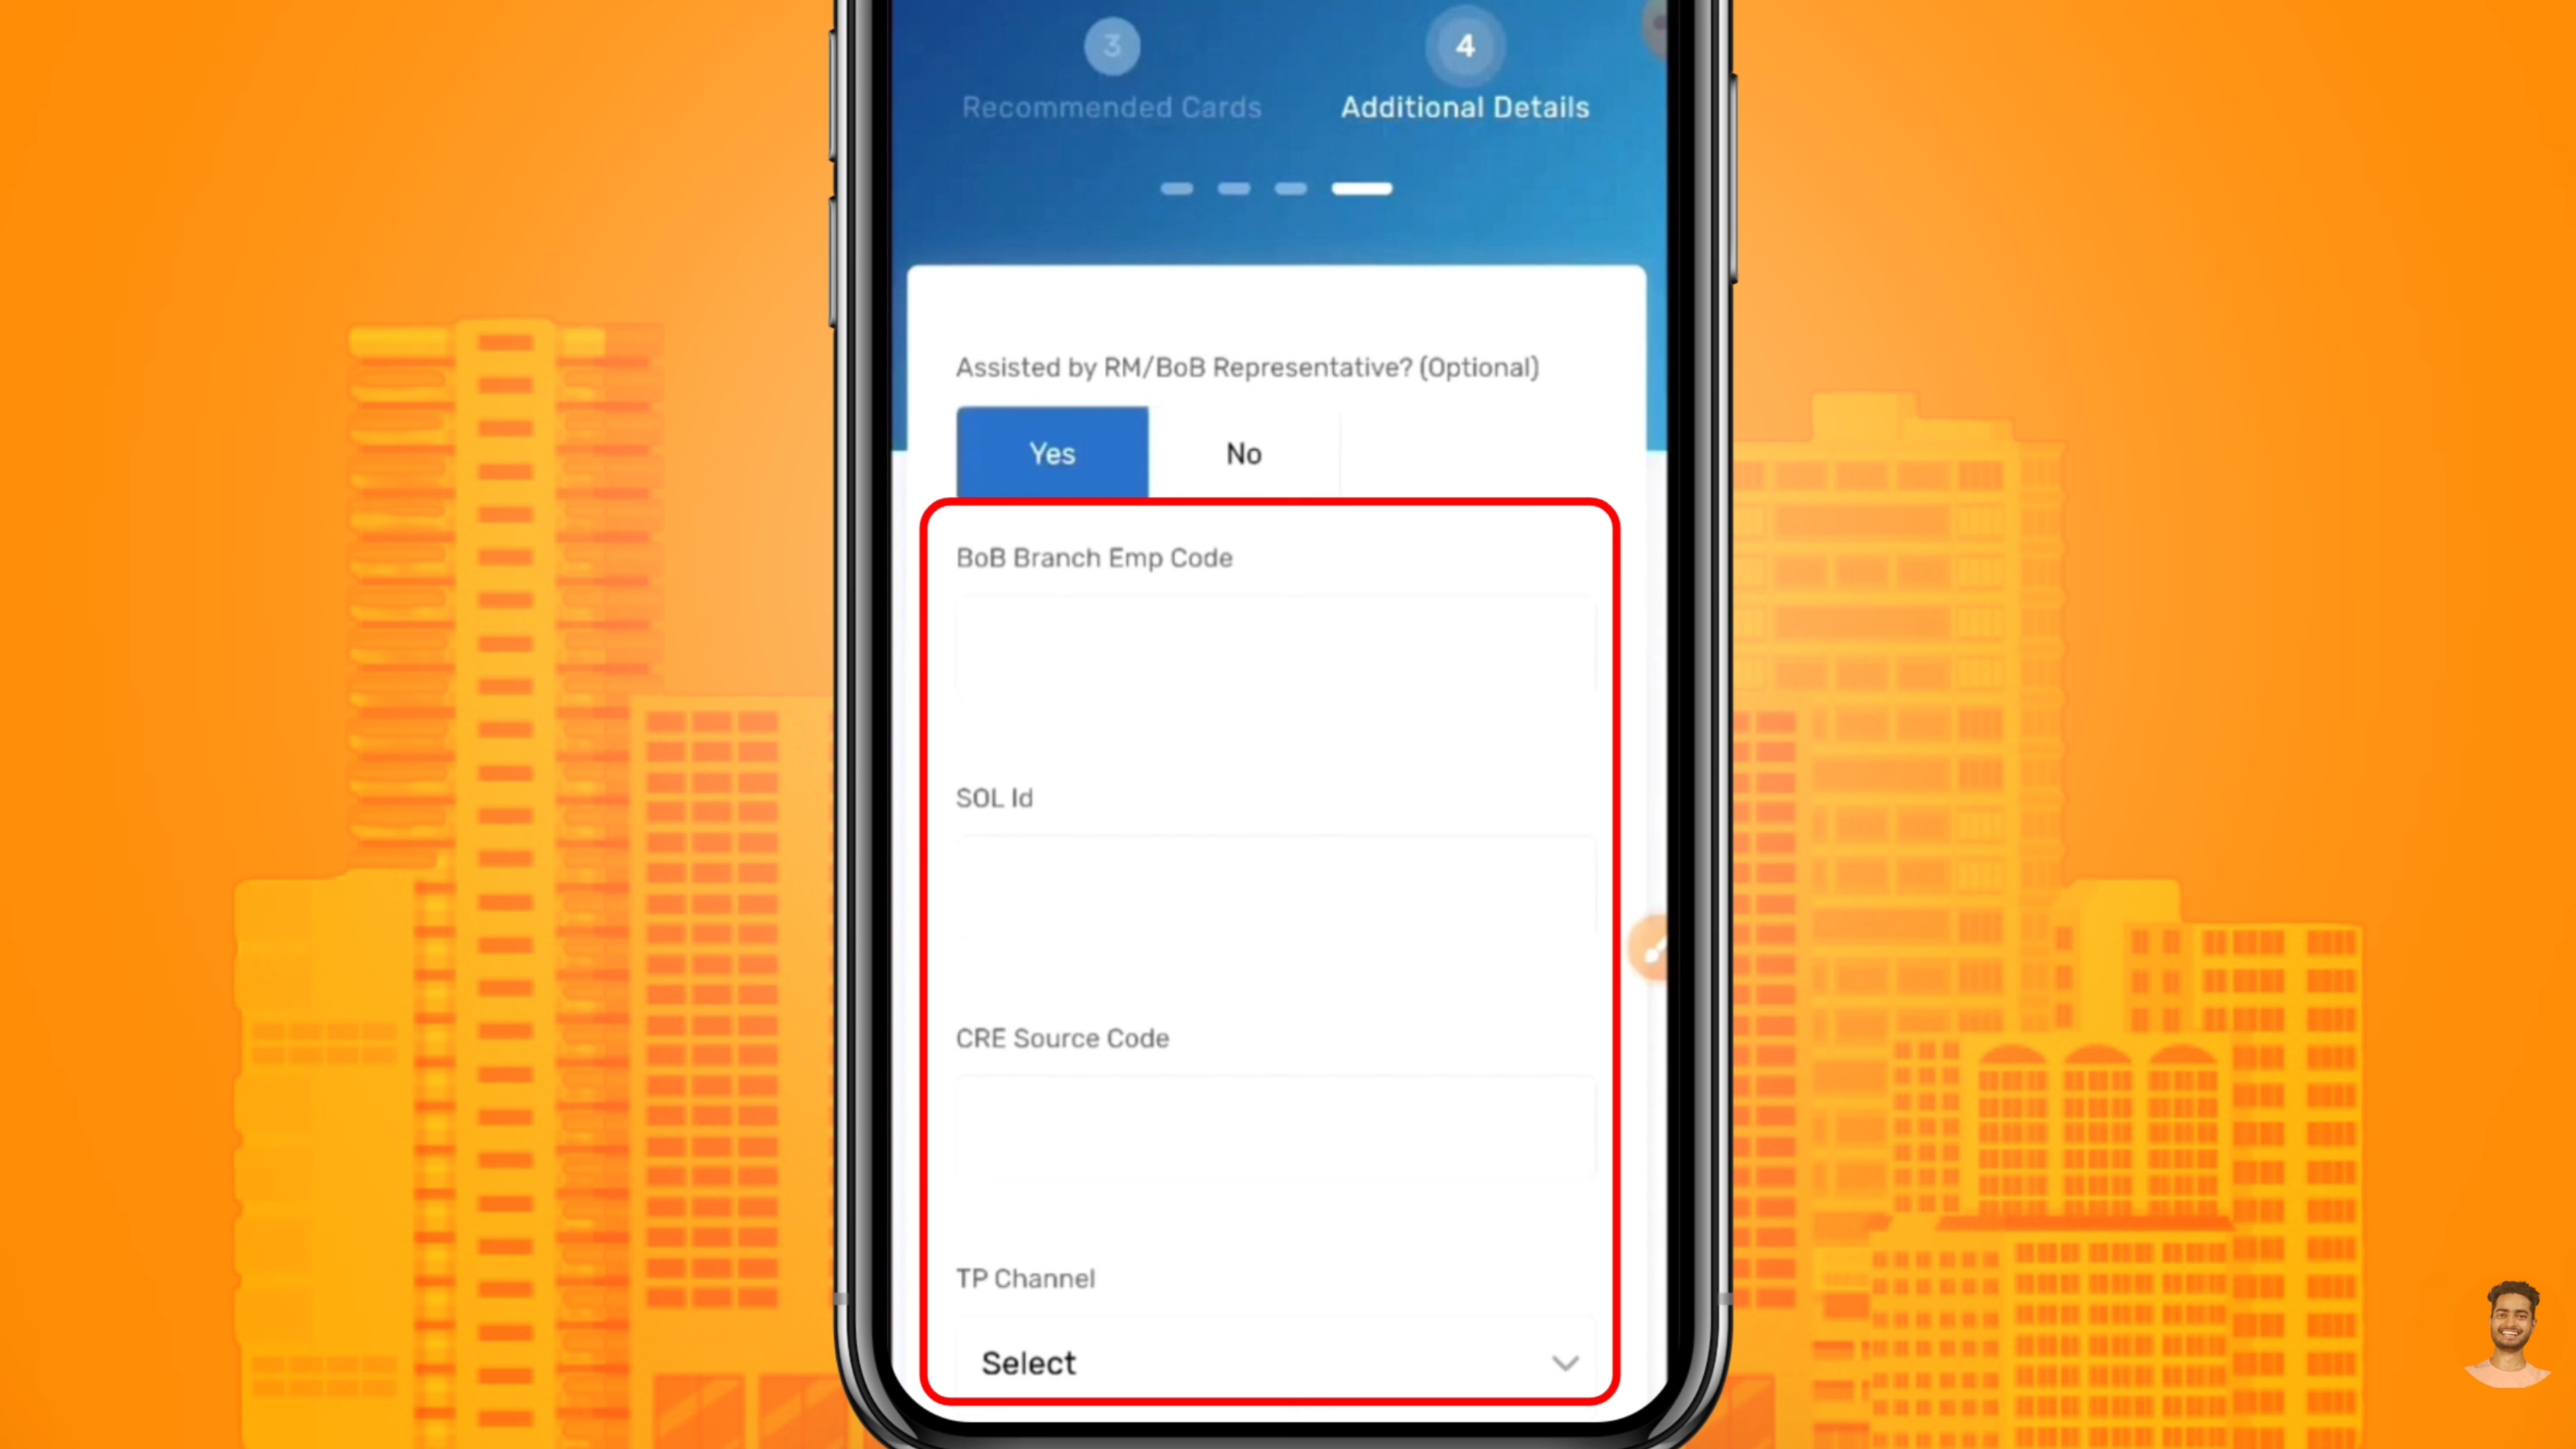 3
4
Recommended Cards
Additional Details
Assisted by RM/BoB Representative? (Optional)
Yes
No
BoB Branch Emp Code
SOL Id
CRE Source Code
TP Channel
Select